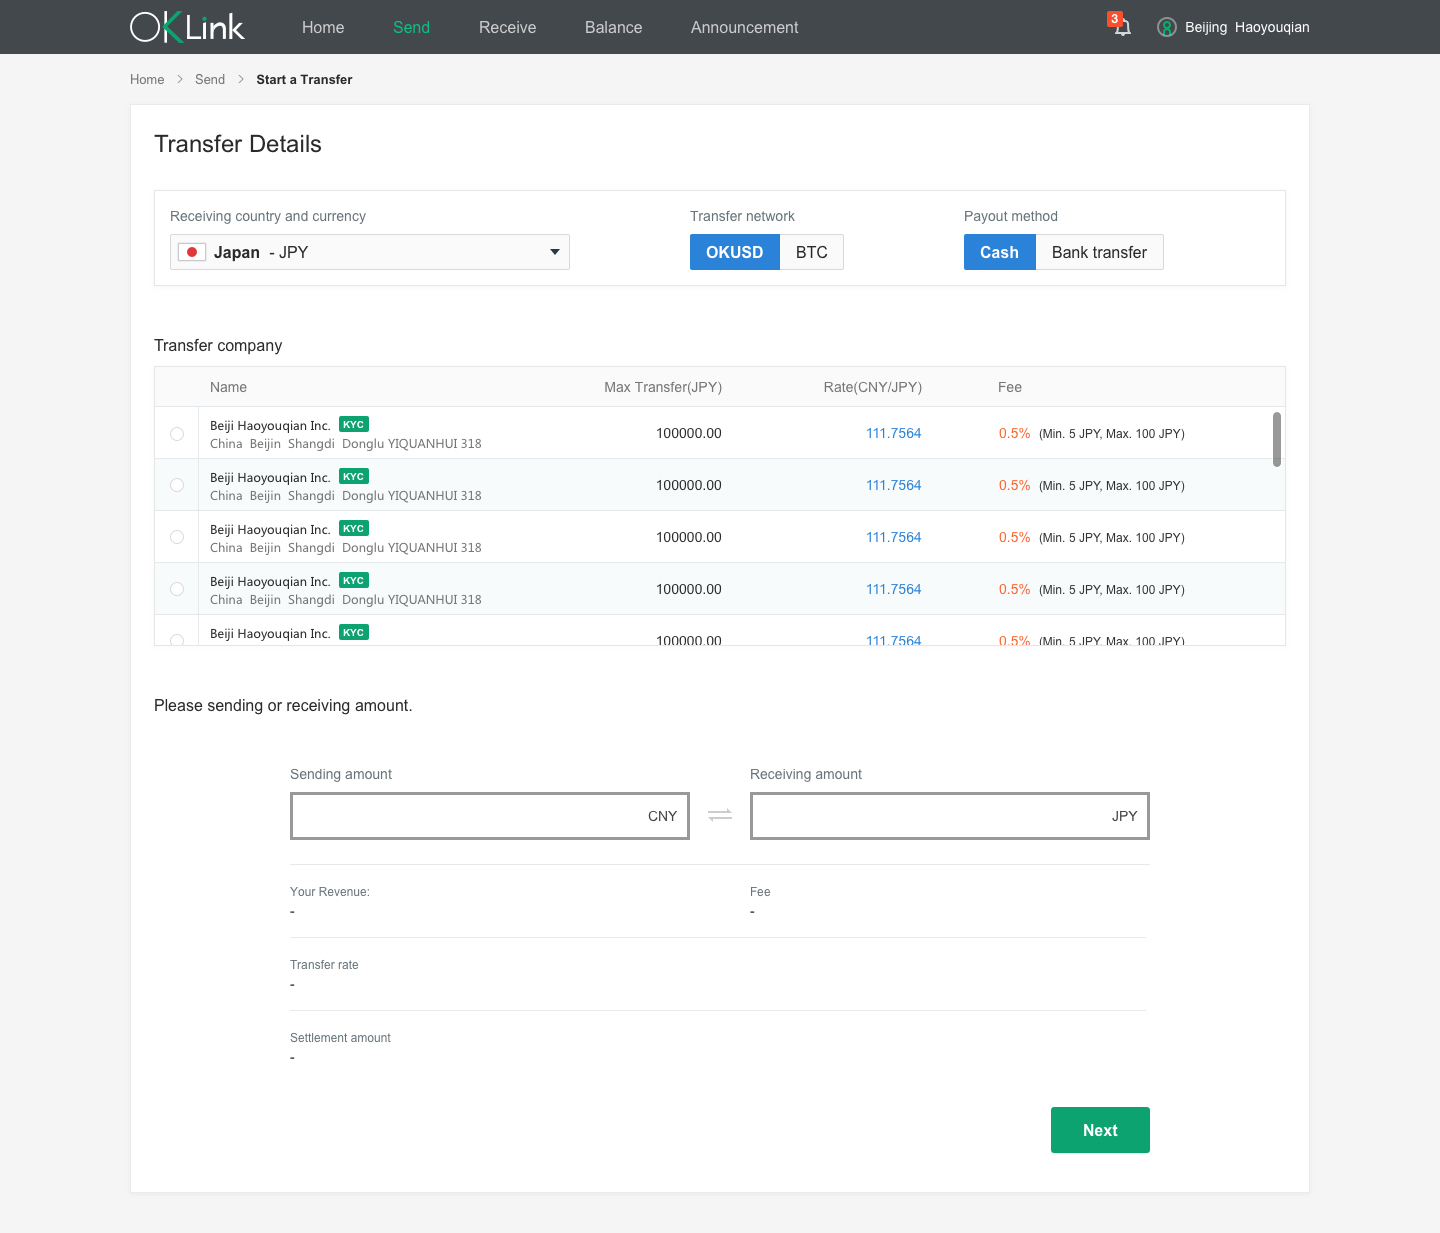 OKLink Home Send Receive Balance Announcement 3 Beijing Haoyouqian
Home > Send > Start a Transfer
Transfer Details
Receiving country and currency Transfer network Payout method
Japan - JPY OKUSD BTC Cash Bank transfer
Transfer company
Name Max Transfer(JPY) Rate(CNY/JPY) Fee
Beiji Haoyouqian Inc. KYC
China Beijin Shangdi Donglu YIQUANHUI 318
100000.00 111.7564 0.5% (Min. 5 JPY, Max. 100 JPY)
Beiji Haoyouqian Inc. KYC
China Beijin Shangdi Donglu YIQUANHUI 318
100000.00 111.7564 0.5% (Min. 5 JPY, Max. 100 JPY)
Beiji Haoyouqian Inc. KYC
China Beijin Shangdi Donglu YIQUANHUI 318
100000.00 111.7564 0.5% (Min. 5 JPY, Max. 100 JPY)
Beiji Haoyouqian Inc. KYC
China Beijin Shangdi Donglu YIQUANHUI 318
100000.00 111.7564 0.5% (Min. 5 JPY, Max. 100 JPY)
Beiji Haoyouqian Inc. KYC
100000.00 111.7564 0.5% (Min. 5 JPY, Max. 100 JPY)
Please sending or receiving amount.
Sending amount Receiving amount
CNY JPY
Your Revenue: Fee
- -
Transfer rate
-
Settlement amount
-
Next